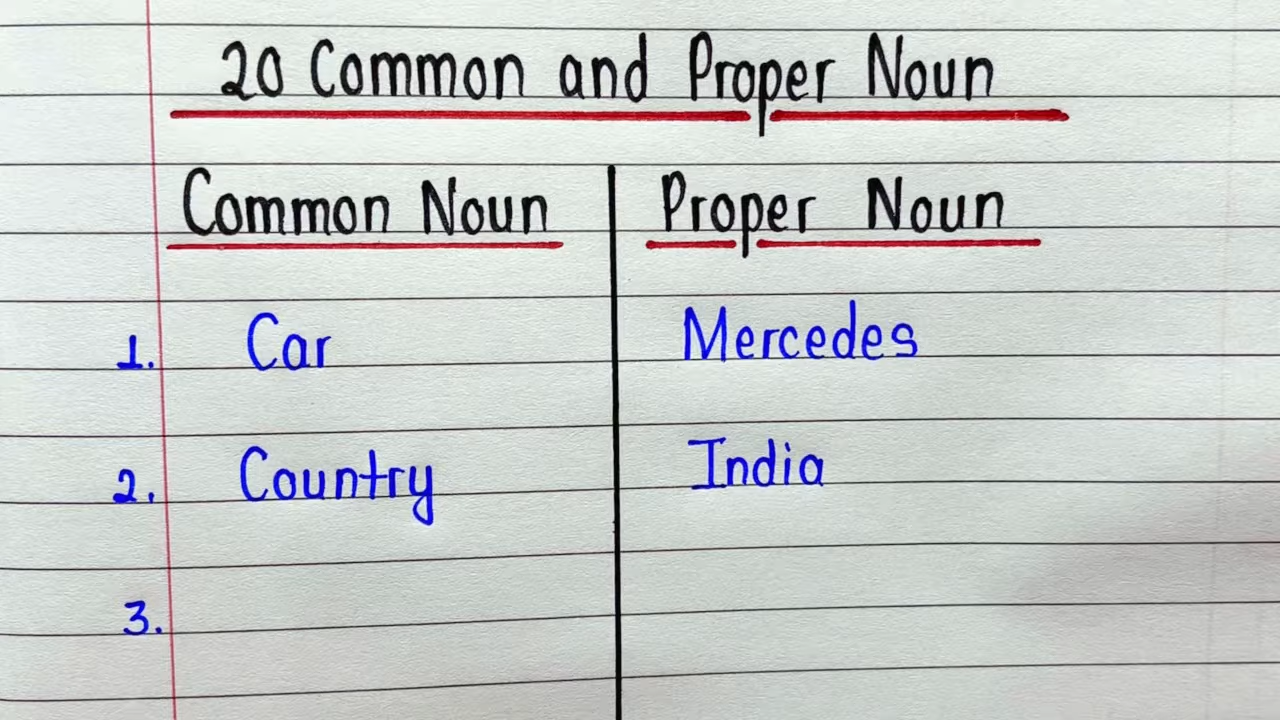 20 Common and Proper Noun
Common Noun Proper Noun
1. Car Mercedes
2. Country India
3.